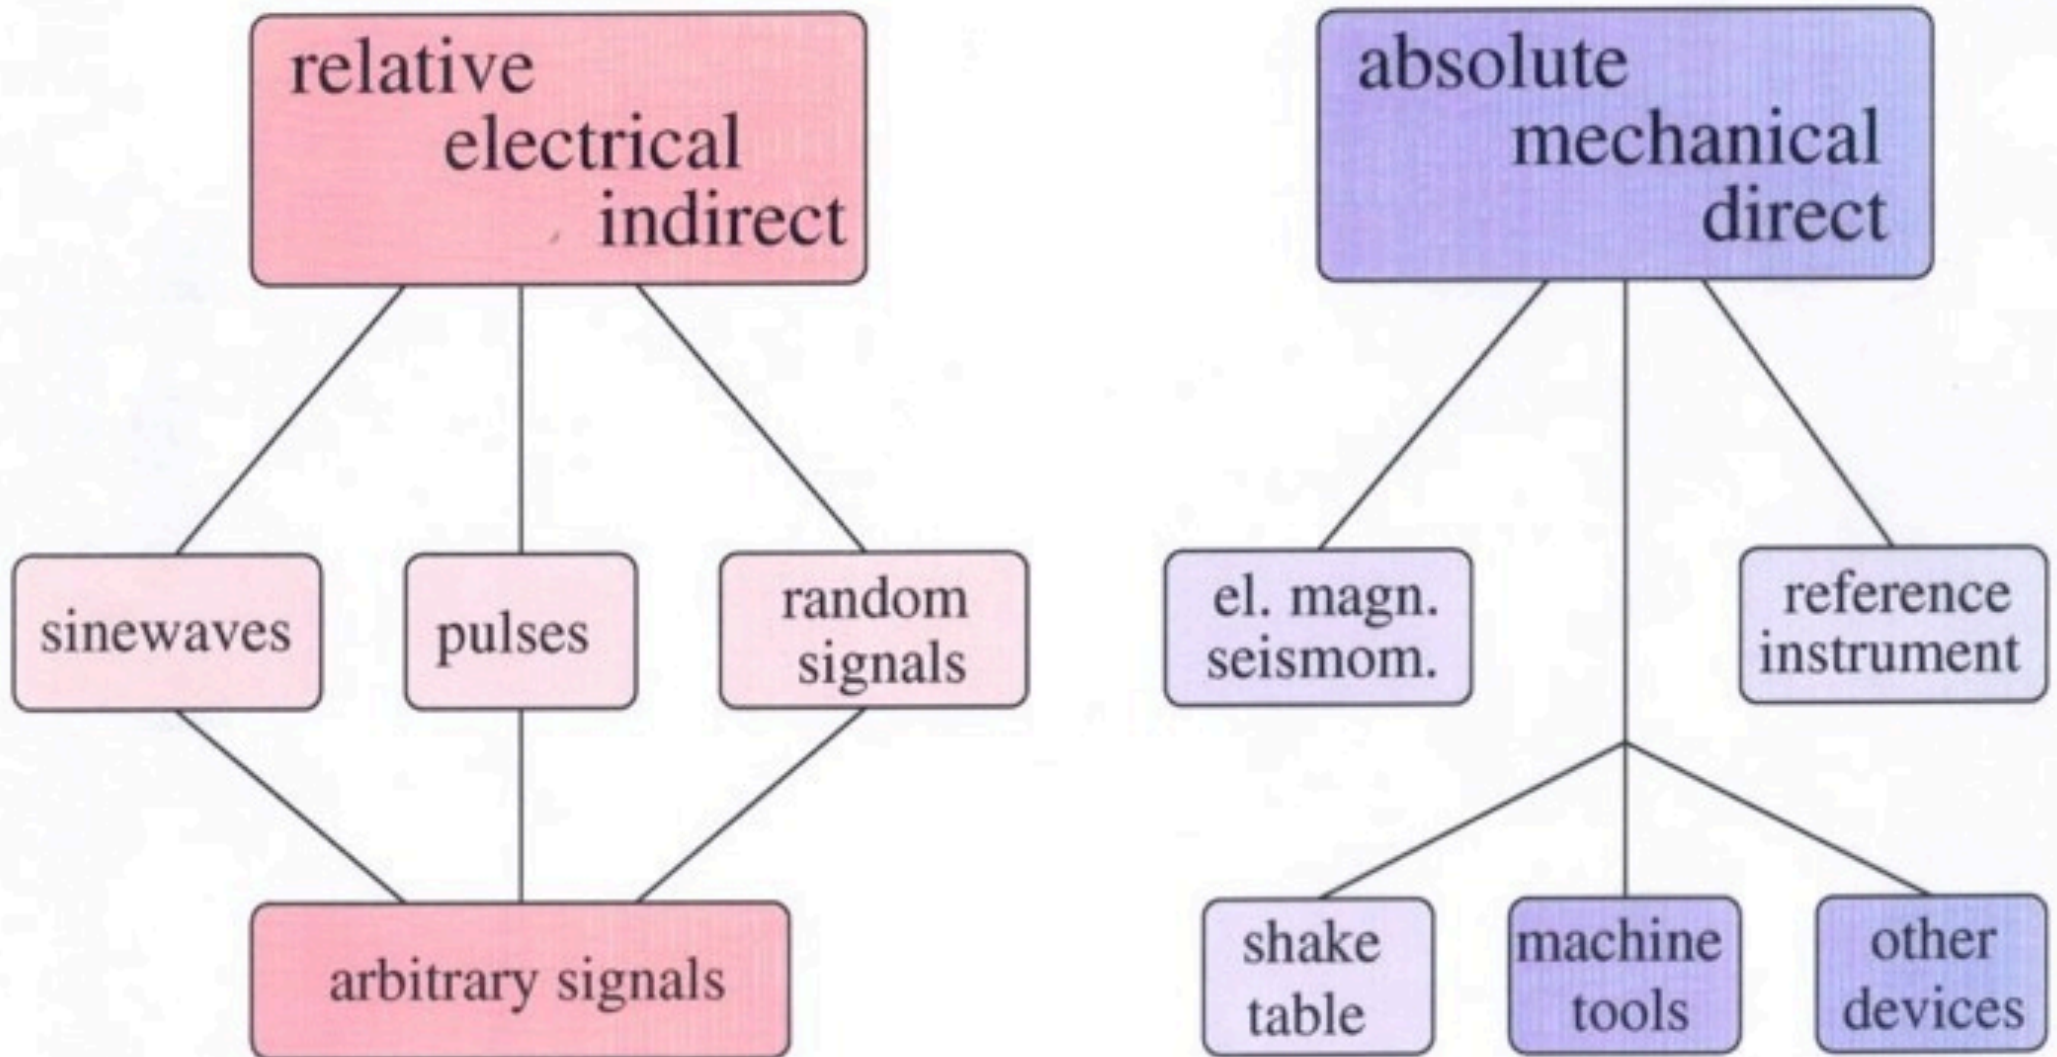 relative
electrical
indirect
absolute
mechanical
direct
sinewaves
pulses
random
signals
el. magn.
seismom.
reference
instrument
arbitrary signals
shake
table
machine
tools
other
devices